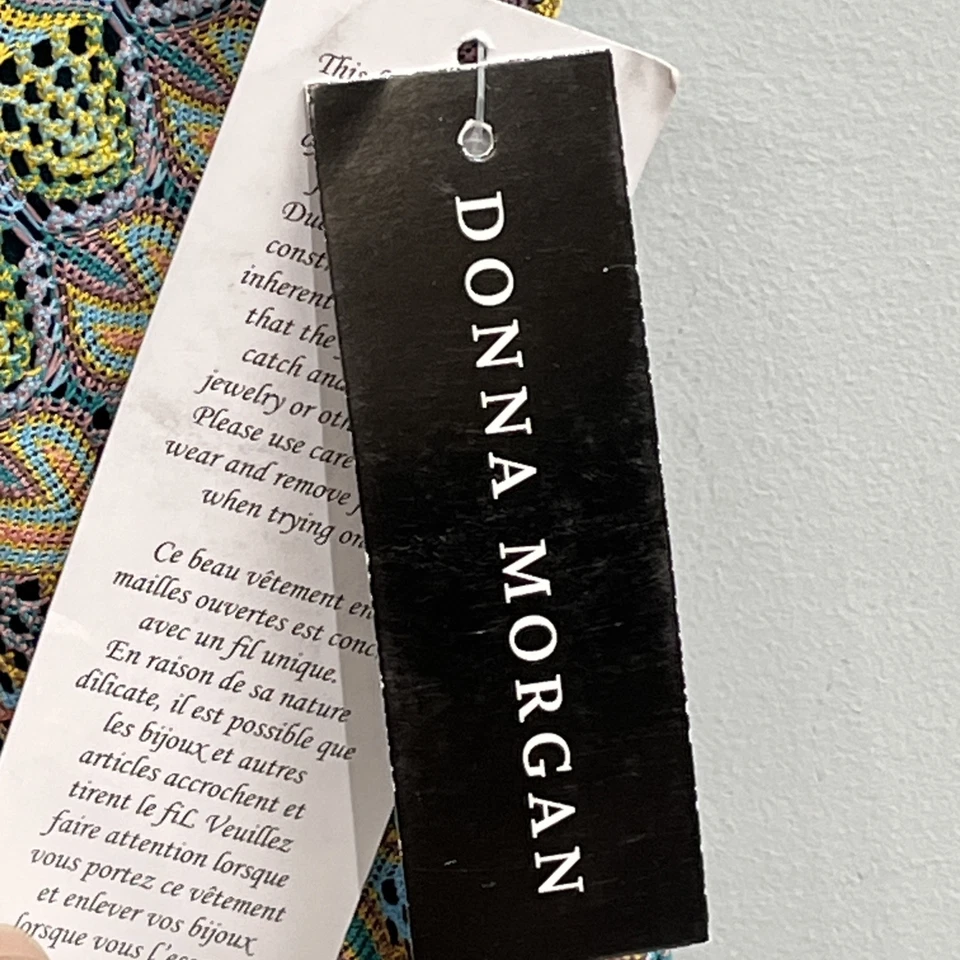 This
const
inherent
that the
catch and
jewelry or
Please use care
wear and remove
when trying on
Ce beau vêtement en
mailles ouvertes est
avec un fil unique.
En raison de sa nature
dilicate, il est possible que
les bijoux et autres
articles accrochent et
tirent le fiL Veuillez
faire attention lorsque
vous portez ce vêtement
et enlever vos bijoux
lorsque vous
DONNA MORGAN